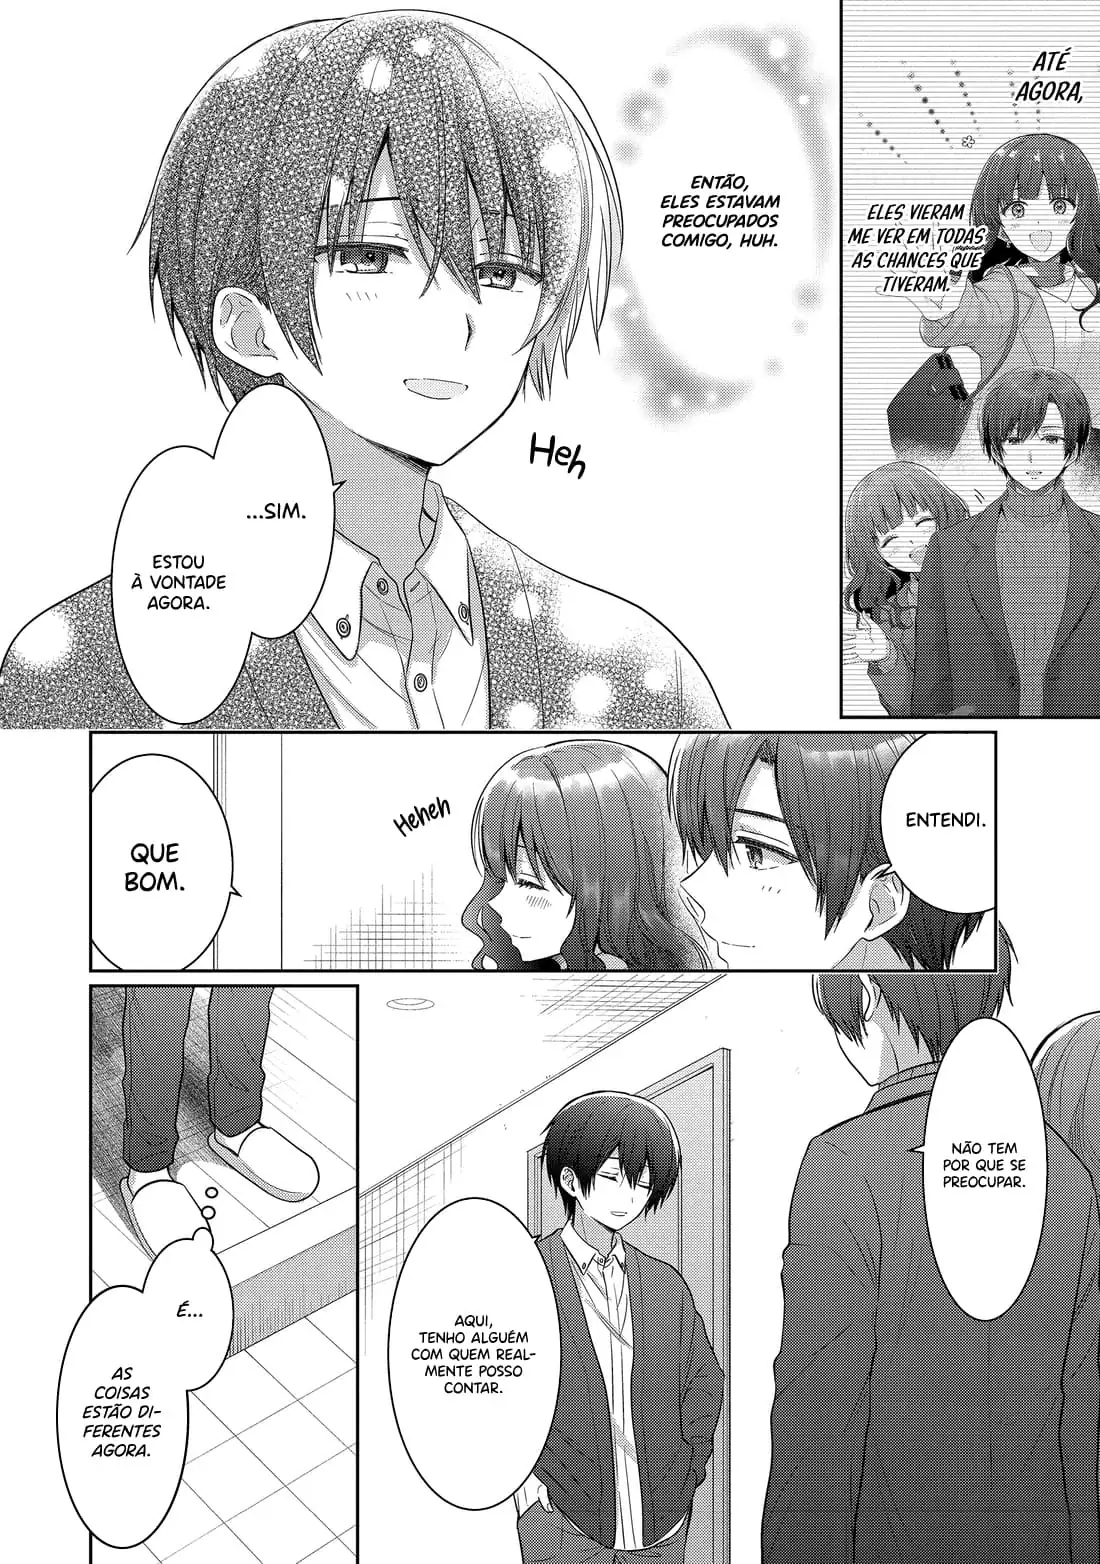 ATÉ
AGORA,
ELES VIERAM
ME VER EM TODAS
AS CHANCES QUE
TIVERAM.
ENTÃO,
ELES ESTAVAM
PREOCUPADOS
COMIGO, HUH.
Heh
...SIM.
ESTOU
À VONTADE
AGORA.
ENTENDI.
Heheh
QUE
BOM.
NÃO TEM
POR QUE SE
PREOCUPAR.
AQUI,
TENHO ALGUÉM
COM QUEM REAL-
MENTE POSSO
CONTAR.
É...
AS
COISAS
ESTÃO DI-
FERENTES
AGORA.